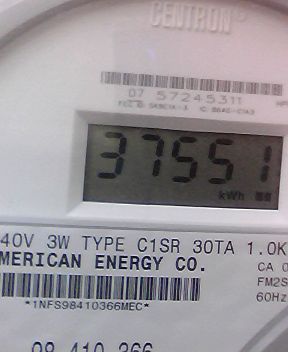 CENTRON
07 57245311
37551
kWh
40V 3W TYPE C1SR 30TA 1.0K
MERICAN ENERGY CO.
CA 0
FM2S
60Hz
*1NFS98410366MEC*
98 410 366